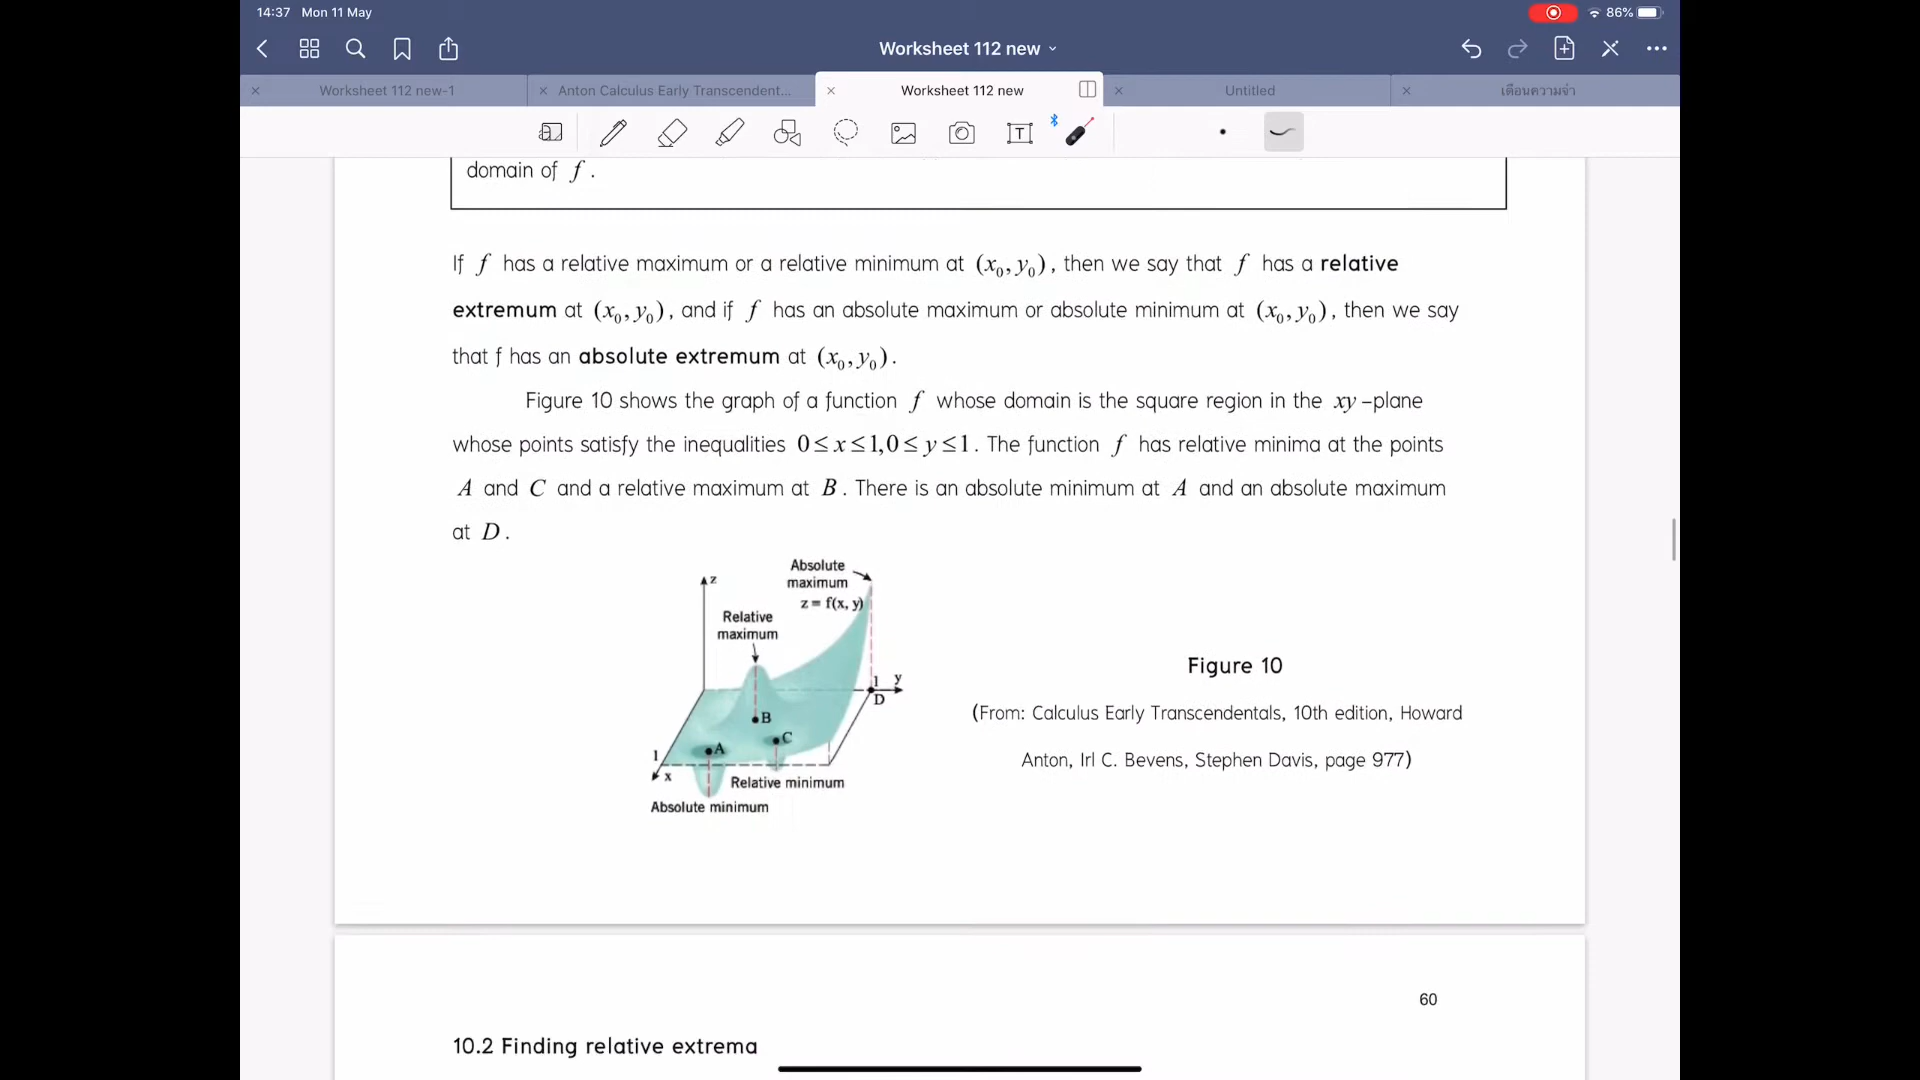 14:37 Mon 11 May
86%
Worksheet 112 new
Worksheet 112 new-1
Anton Calculus Early Transcendent...
Worksheet 112 new
Untitled
เตือนความจำ
domain of f .
If f has a relative maximum or a relative minimum at (x₀, y₀), then we say that f has a relative
extremum at (x₀, y₀), and if f has an absolute maximum or absolute minimum at (x₀, y₀), then we say
that f has an absolute extremum at (x₀, y₀).
Figure 10 shows the graph of a function f whose domain is the square region in the xy-plane
whose points satisfy the inequalities 0 ≤ x ≤ 1, 0 ≤ y ≤ 1. The function f has relative minima at the points
A and C and a relative maximum at B. There is an absolute minimum at A and an absolute maximum
at D.
Absolute
maximum
z
z = f(x, y)
Relative
maximum
1 y
D
B
C
A
1
x
Relative minimum
Absolute minimum
Figure 10
(From: Calculus Early Transcendentals, 10th edition, Howard
Anton, Irl C. Bevens, Stephen Davis, page 977)
60
10.2 Finding relative extrema